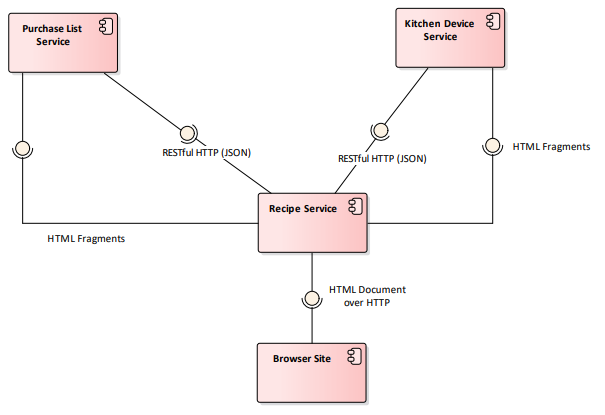 Purchase List
Service
Kitchen Device
Service
RESTful HTTP (JSON)
RESTful HTTP (JSON)
HTML Fragments
Recipe Service
HTML Fragments
HTML Document
over HTTP
Browser Site